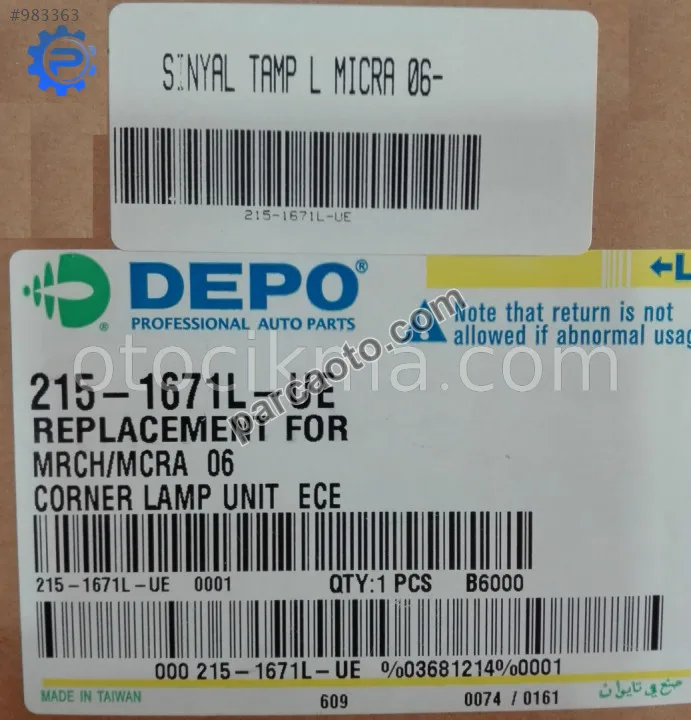 #983363
SINYAL TAMP L MICRA 06-
215-1671L-UE
DEPO®
PROFESSIONAL AUTO PARTS
®
←L
Note that return is not
allowed if abnormal usag
otocikma.com
parcaoto.com
215-1671L-UE
REPLACEMENT FOR
MRCH/MCRA 06
CORNER LAMP UNIT ECE
215-1671L-UE 0001 QTY:1 PCS B6000
000 215-1671L-UE %03681214%0001
MADE IN TAIWAN 609 0074 / 0161 صنع في تايوان